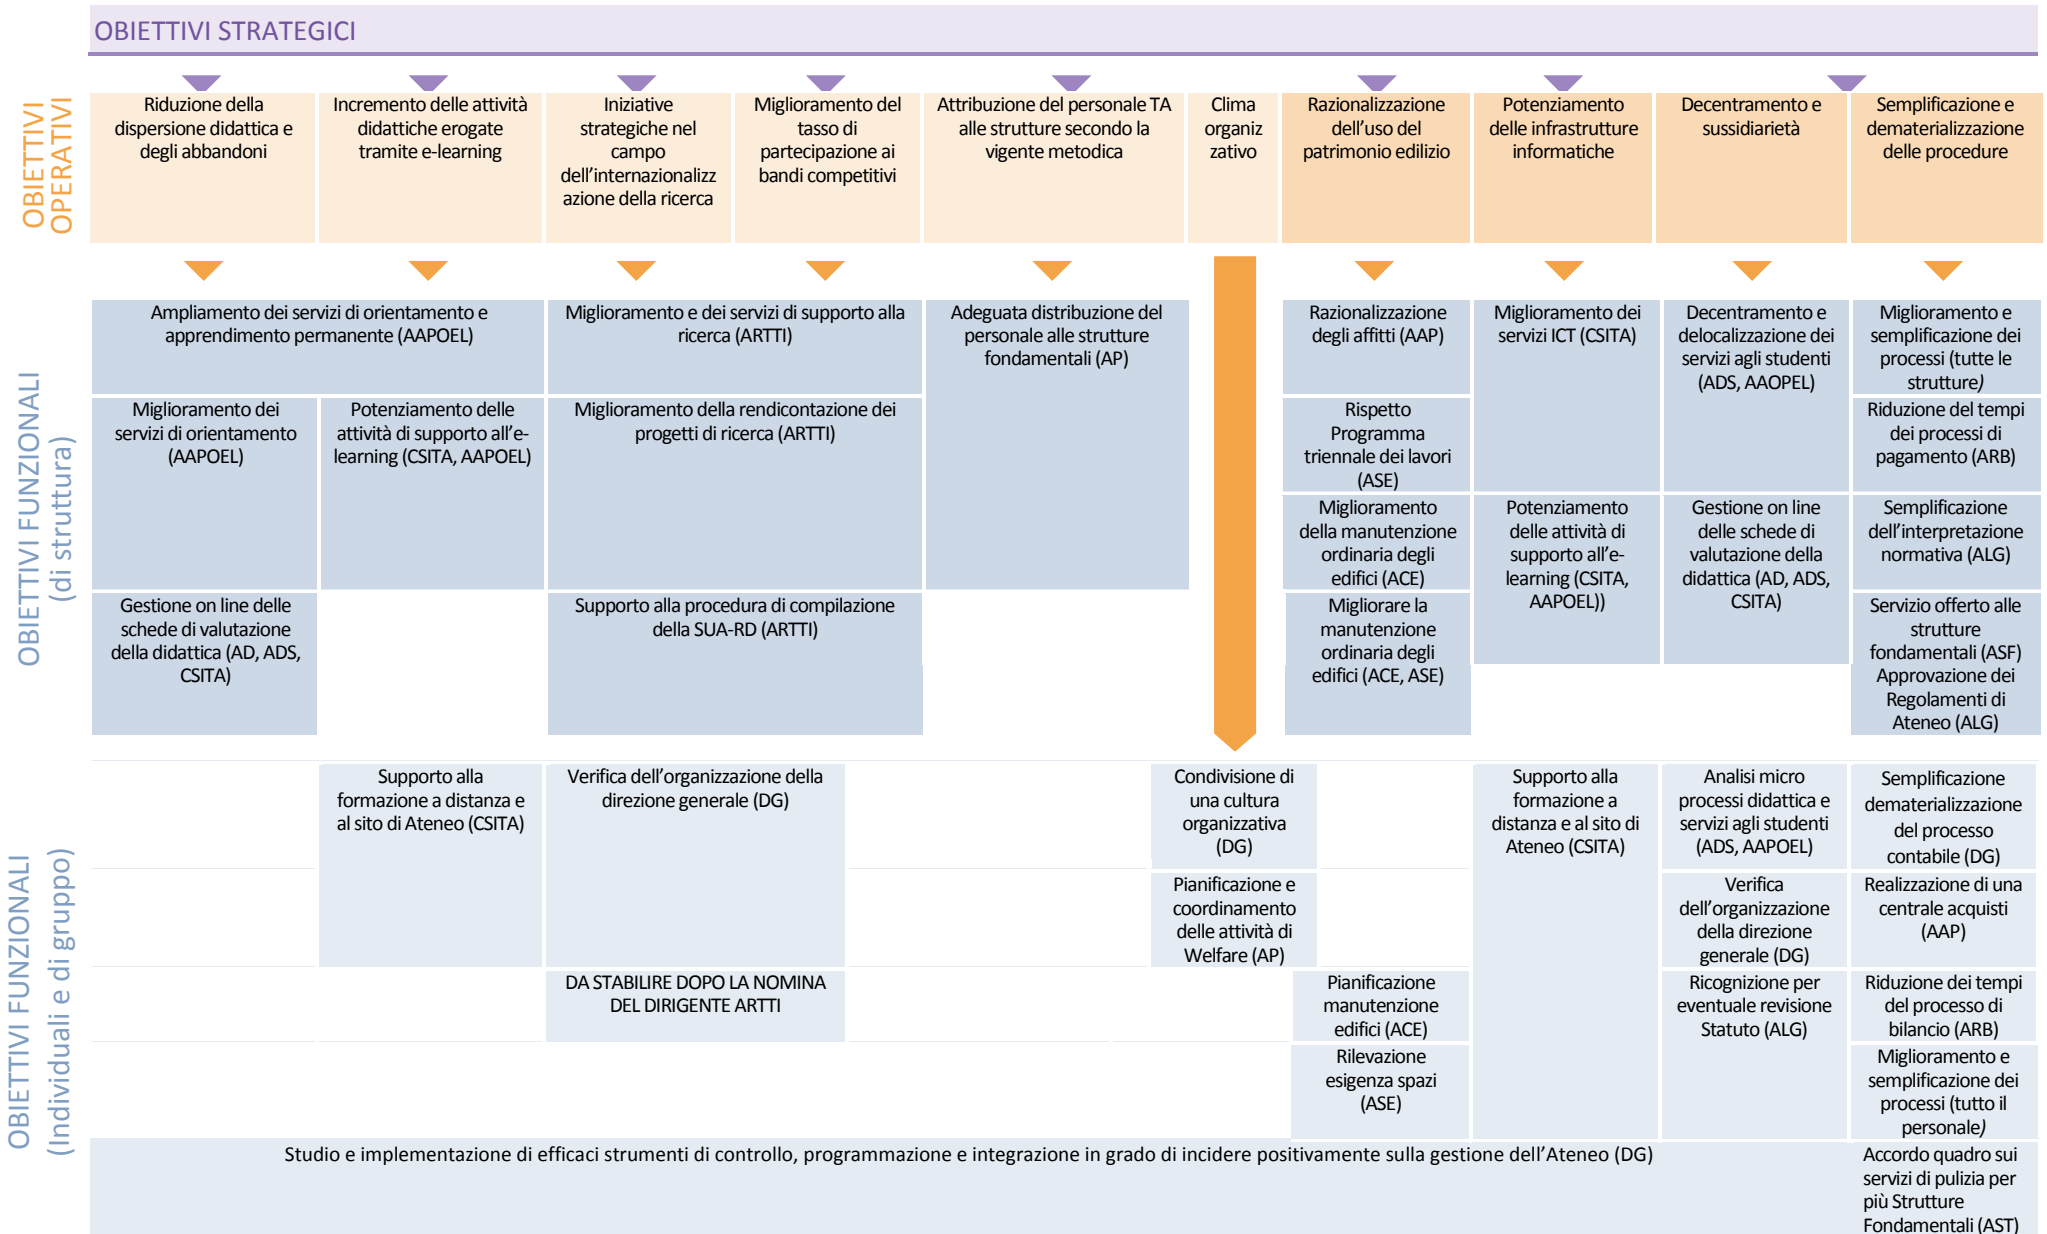 OBIETTIVI STRATEGICI
OBIETTIVI
OPERATIVI
Riduzione della
dispersione didattica e
degli abbandoni
Incremento delle attività
didattiche erogate
tramite e-learning
Iniziative
strategiche nel
campo
dell'internazionalizz
azione della ricerca
Miglioramento del
tasso di
partecipazione ai
bandi competitivi
Attribuzione del personale TA
alle strutture secondo la
vigente metodica
Clima
organiz
zativo
Razionalizzazione
dell'uso del
patrimonio edilizio
Potenziamento
delle infrastrutture
informatiche
Decentramento e
sussidiarietà
Semplificazione e
dematerializzazione
delle procedure
OBIETTIVI FUNZIONALI
(di struttura)
Ampliamento dei servizi di orientamento e
apprendimento permanente (AAPOEL)
Miglioramento e dei servizi di supporto alla
ricerca (ARTTI)
Adeguata distribuzione del
personale alle strutture
fondamentali (AP)
Razionalizzazione
degli affitti (AAP)
Miglioramento dei
servizi ICT (CSITA)
Decentramento e
delocalizzazione dei
servizi agli studenti
(ADS, AAOPEL)
Miglioramento e
semplificazione dei
processi (tutte le
strutture)
Miglioramento dei
servizi di orientamento
(AAPOEL)
Potenziamento delle
attività di supporto all'e-
learning (CSITA, AAPOEL)
Miglioramento della rendicontazione dei
progetti di ricerca (ARTTI)
Rispetto
Programma
triennale dei lavori
(ASE)
Riduzione del tempi
dei processi di
pagamento (ARB)
Miglioramento
della manutenzione
ordinaria degli
edifici (ACE)
Potenziamento
delle attività di
supporto all'e-
learning (CSITA,
AAPOEL))
Gestione on line
delle schede di
valutazione della
didattica (AD, ADS,
CSITA)
Semplificazione
dell'interpretazione
normativa (ALG)
Gestione on line delle
schede di valutazione
della didattica (AD, ADS,
CSITA)
Supporto alla procedura di compilazione
della SUA-RD (ARTTI)
Migliorare la
manutenzione
ordinaria degli
edifici (ACE, ASE)
Servizio offerto alle
strutture
fondamentali (ASF)
Approvazione dei
Regolamenti di
Ateneo (ALG)
OBIETTIVI FUNZIONALI
(Individuali e di gruppo)
Supporto alla
formazione a distanza e
al sito di Ateneo (CSITA)
Verifica dell'organizzazione della
direzione generale (DG)
Condivisione di
una cultura
organizzativa
(DG)
Supporto alla
formazione a
distanza e al sito di
Ateneo (CSITA)
Analisi micro
processi didattica e
servizi agli studenti
(ADS, AAPOEL)
Semplificazione
dematerializzazione
del processo
contabile (DG)
Pianificazione e
coordinamento
delle attività di
Welfare (AP)
Verifica
dell'organizzazione
della direzione
generale (DG)
Realizzazione di una
centrale acquisti
(AAP)
DA STABILIRE DOPO LA NOMINA
DEL DIRIGENTE ARTTI
Pianificazione
manutenzione
edifici (ACE)
Ricognizione per
eventuale revisione
Statuto (ALG)
Riduzione dei tempi
del processo di
bilancio (ARB)
Rilevazione
esigenza spazi
(ASE)
Miglioramento e
semplificazione dei
processi (tutto il
personale)
Studio e implementazione di efficaci strumenti di controllo, programmazione e integrazione in grado di incidere positivamente sulla gestione dell'Ateneo (DG)
Accordo quadro sui
servizi di pulizia per
più Strutture
Fondamentali (AST)